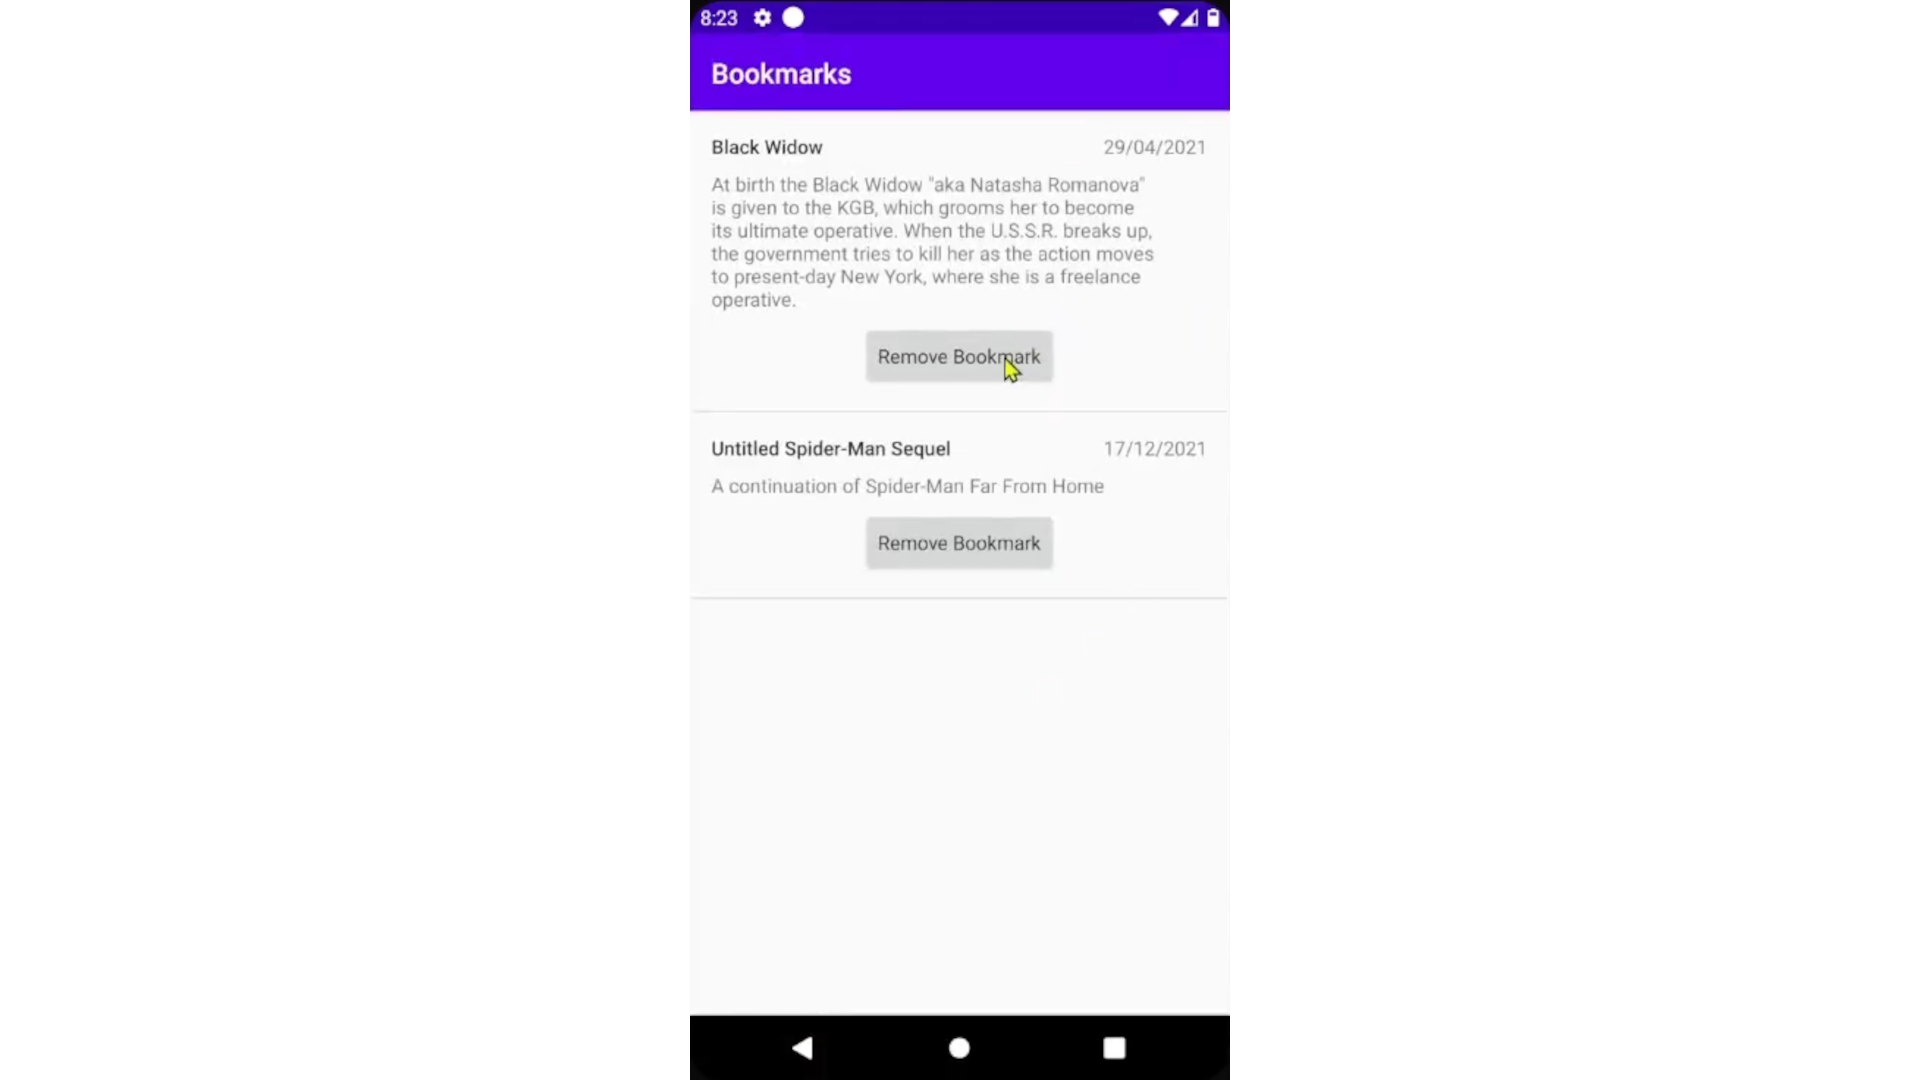 8:23
Bookmarks
Black Widow 29/04/2021
At birth the Black Widow "aka Natasha Romanova"
is given to the KGB, which grooms her to become
its ultimate operative. When the U.S.S.R. breaks up,
the government tries to kill her as the action moves
to present-day New York, where she is a freelance
operative.
Remove Bookmark
Untitled Spider-Man Sequel 17/12/2021
A continuation of Spider-Man Far From Home
Remove Bookmark